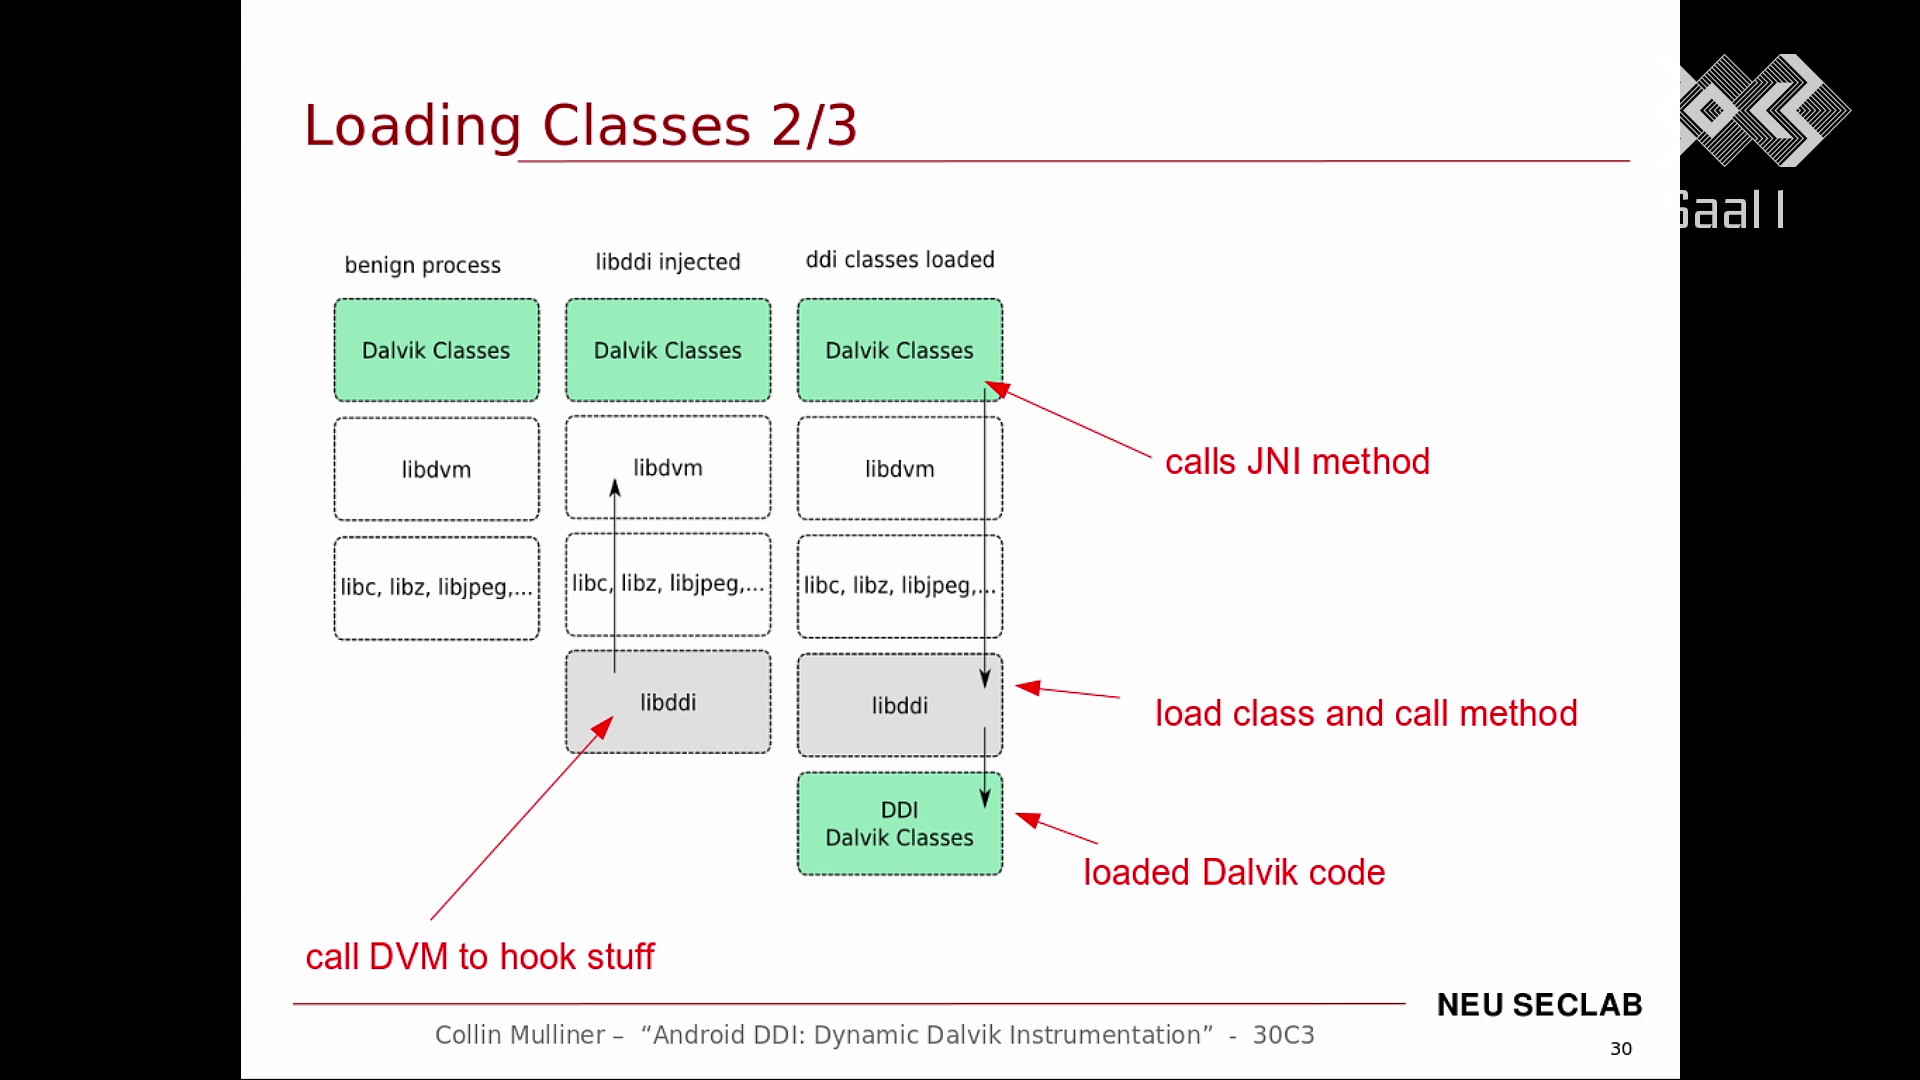 Loading Classes 2/3
Saal 1
benign process
libddi injected
ddi classes loaded
Dalvik Classes
Dalvik Classes
Dalvik Classes
libdvm
libdvm
libdvm
calls JNI method
libc, libz, libjpeg,...
libc, libz, libjpeg,...
libc, libz, libjpeg,...
libddi
libddi
load class and call method
DDI
Dalvik Classes
loaded Dalvik code
call DVM to hook stuff
NEU SECLAB
Collin Mulliner – “Android DDI: Dynamic Dalvik Instrumentation” - 30C3
30